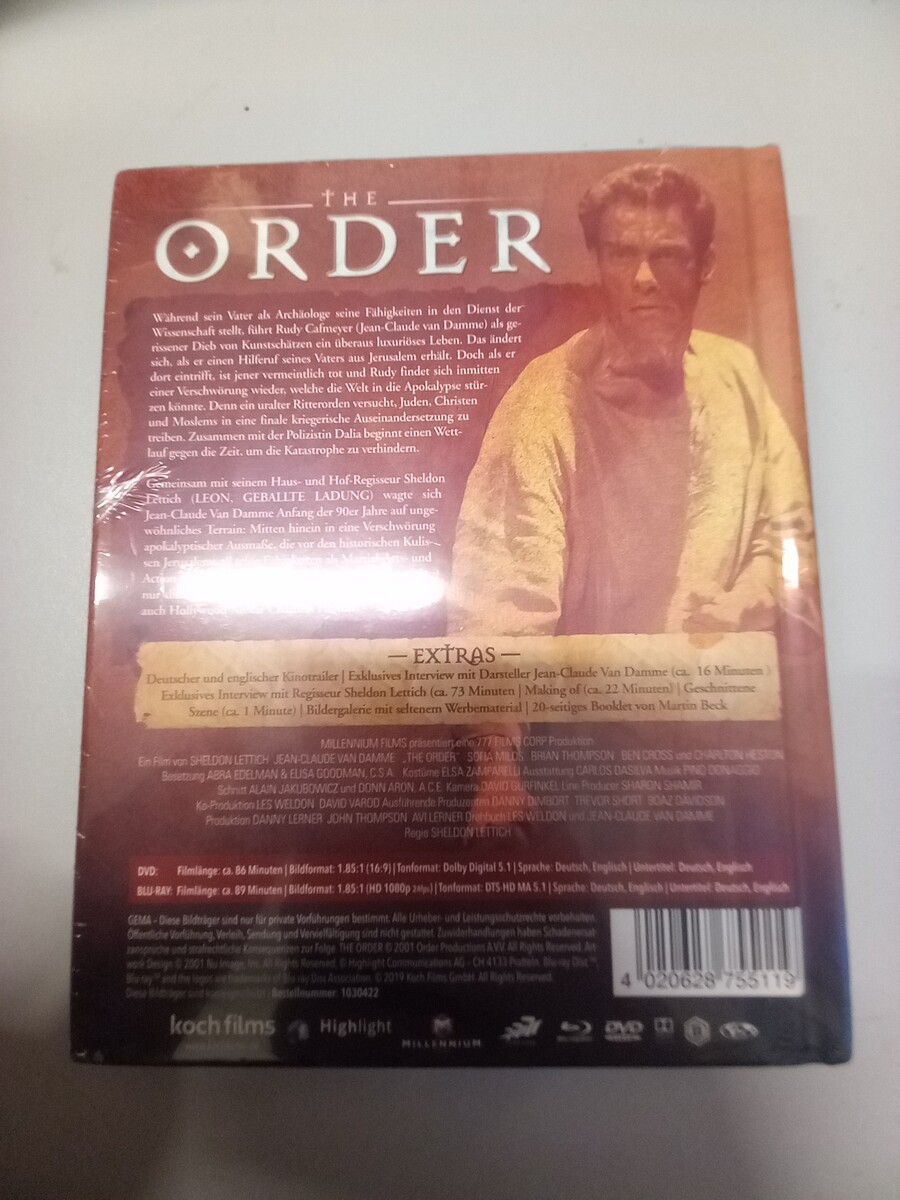 THE
ORDER
Während sein Vater als Archäologe seine Fähigkeiten in den Dienst der
Wissenschaft stellt, führt Rudy Cafmeyer (Jean-Claude van Damme) als ge-
rissener Dieb von Kunstschätzen ein überaus luxuriöses Leben. Das ändert
sich, als er einen Hilferuf seines Vaters aus Jerusalem erhält. Doch als er
dort eintrifft, ist jener vermeintlich tot und Rudy findet sich inmitten
einer Verschwörung wieder, welche die Welt in die Apokalypse stür-
zen könnte. Denn ein uralter Ritterorden versucht, Juden, Christen
und Moslems in eine finale kriegerische Auseinandersetzung zu
treiben. Zusammen mit der Polizistin Dalia beginnt einen Wett-
lauf gegen die Zeit, um die Katastrophe zu verhindern.
Gemeinsam mit seinem Haus- und Hof-Regisseur Sheldon
Lettich (LEON, GEBALLTE LADUNG) wagte sich
Jean-Claude Van Damme Anfang der 90er Jahre auf unge-
wöhnliches Terrain: Mitten hinein in eine Verschwörung
apokalyptischer Ausmaße, die vor den historischen Kulis-
sen und
nur
auch
EXTRAS
Deutscher und englischer Kinotrailer | Exklusives Interview mit Darsteller Jean-Claude Van Damme (ca. 16 Minuten )
Exklusives Interview mit Regisseur Sheldon Lettich (ca. 73 Minuten | Making of (ca. 22 Minuten) | Geschnittene
Szene (ca. 1 Minute) | Bildergalerie mit seltenem Werbematerial | 20-seitiges Booklet von Martin Beck
MILLENNIUM FILMS präsentiert eine 777 FILMS CORP Produktion
Ein Film von SHELDON LETTICH JEAN-CLAUDE VAN DAMME „THE ORDER" SOFIA MILOS BRIAN THOMPSON BEN CROSS und CHARLTON HESTON
Besetzung ABRA EDELMAN & ELISA GOODMAN, C.S.A. Kostüme ELSA ZAMPARELLI Ausstattung CARLOS DASILVA Musik PINO DONAGGIO
Schnitt ALAIN JAKUBOWICZ und DONN ARON, A.C.E. Kamera DAVID GURFINKEL Line Producer SHARON SHAMIR
Ko-Produktion LES WELDON DAVID VAROD Ausführende Produzenten DANNY DIMBORT TREVOR SHORT BOAZ DAVIDSON
Produktion DANNY LERNER JOHN THOMPSON AVI LERNER Drehbuch LES WELDON und JEAN-CLAUDE VAN DAMME
Regie SHELDON LETTICH
DVD: Filmlänge: ca. 86 Minuten | Bildformat: 1.85:1 (16:9) | Tonformat: Dolby Digital 5.1 | Sprache: Deutsch, Englisch | Untertitel: Deutsch, Englisch
BLU-RAY: Filmlänge: ca. 89 Minuten | Bildformat: 1.85:1 (HD 1080p 24fps) | Tonformat: DTS-HD MA 5.1 | Sprache: Deutsch, Englisch | Untertitel: Deutsch, Englisch
GEMA – Diese Bildträger sind nur für private Vorführungen bestimmt. Alle Urheber- und Leistungsschutzrechte vorbehalten.
Öffentliche Vorführung, Verleih, Sendung und Vervielfältigung sind nicht gestattet. Zuwiderhandlungen haben Schadenersatz-
ansprüche und strafrechtliche Konsequenzen zur Folge. THE ORDER © 2001 Order Productions A.V.V. All Rights Reserved. Art-
work Design © 2001 Nu Image, Inc. All Rights Reserved. © Highlight Communications AG - CH 4133 Pratteln. Blu-ray Disc™,
Blu-ray™ and the logos are trademarks of Blu-ray Disc Association. © 2019 Koch Films GmbH. All Rights Reserved.
Diese Bildträger sind Bestellnummer: 1030422
4 020628 755119
koch films Highlight MILLENNIUM DVD